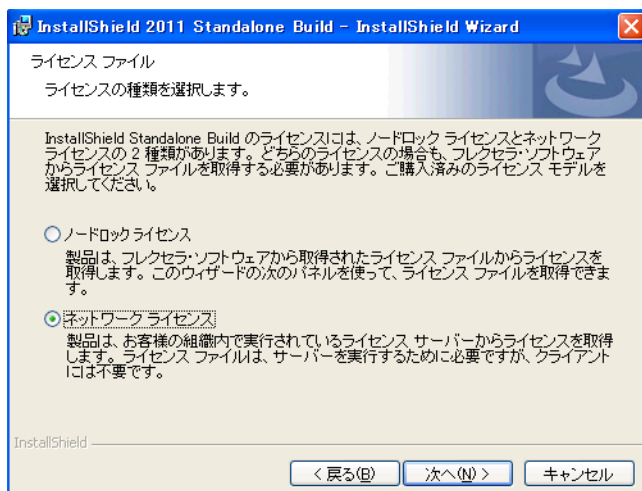 InstallShield 2011 Standalone Build - InstallShield Wizard
ライセンス ファイル
ライセンスの種類を選択します。
InstallShield Standalone Build のライセンスには、ノードロック ライセンスとネットワーク
ライセンスの 2 種類があります。どちらのライセンスの場合も、フレクセラ・ソフトウェア
からライセンス ファイルを取得する必要があります。ご購入済みのライセンス モデルを
選択してください。
ノードロック ライセンス
製品は、フレクセラ・ソフトウェアから取得されたライセンス ファイルからライセンスを
取得します。このウィザードの次のパネルを使って、ライセンス ファイルを取得できま
す。
ネットワーク ライセンス
製品は、お客様の組織内で実行されているライセンス サーバーからライセンスを取得
します。ライセンス ファイルは、サーバーを実行するために必要ですが、クライアント
には不要です。
InstallShield
< 戻る(B) 次へ(N) > キャンセル